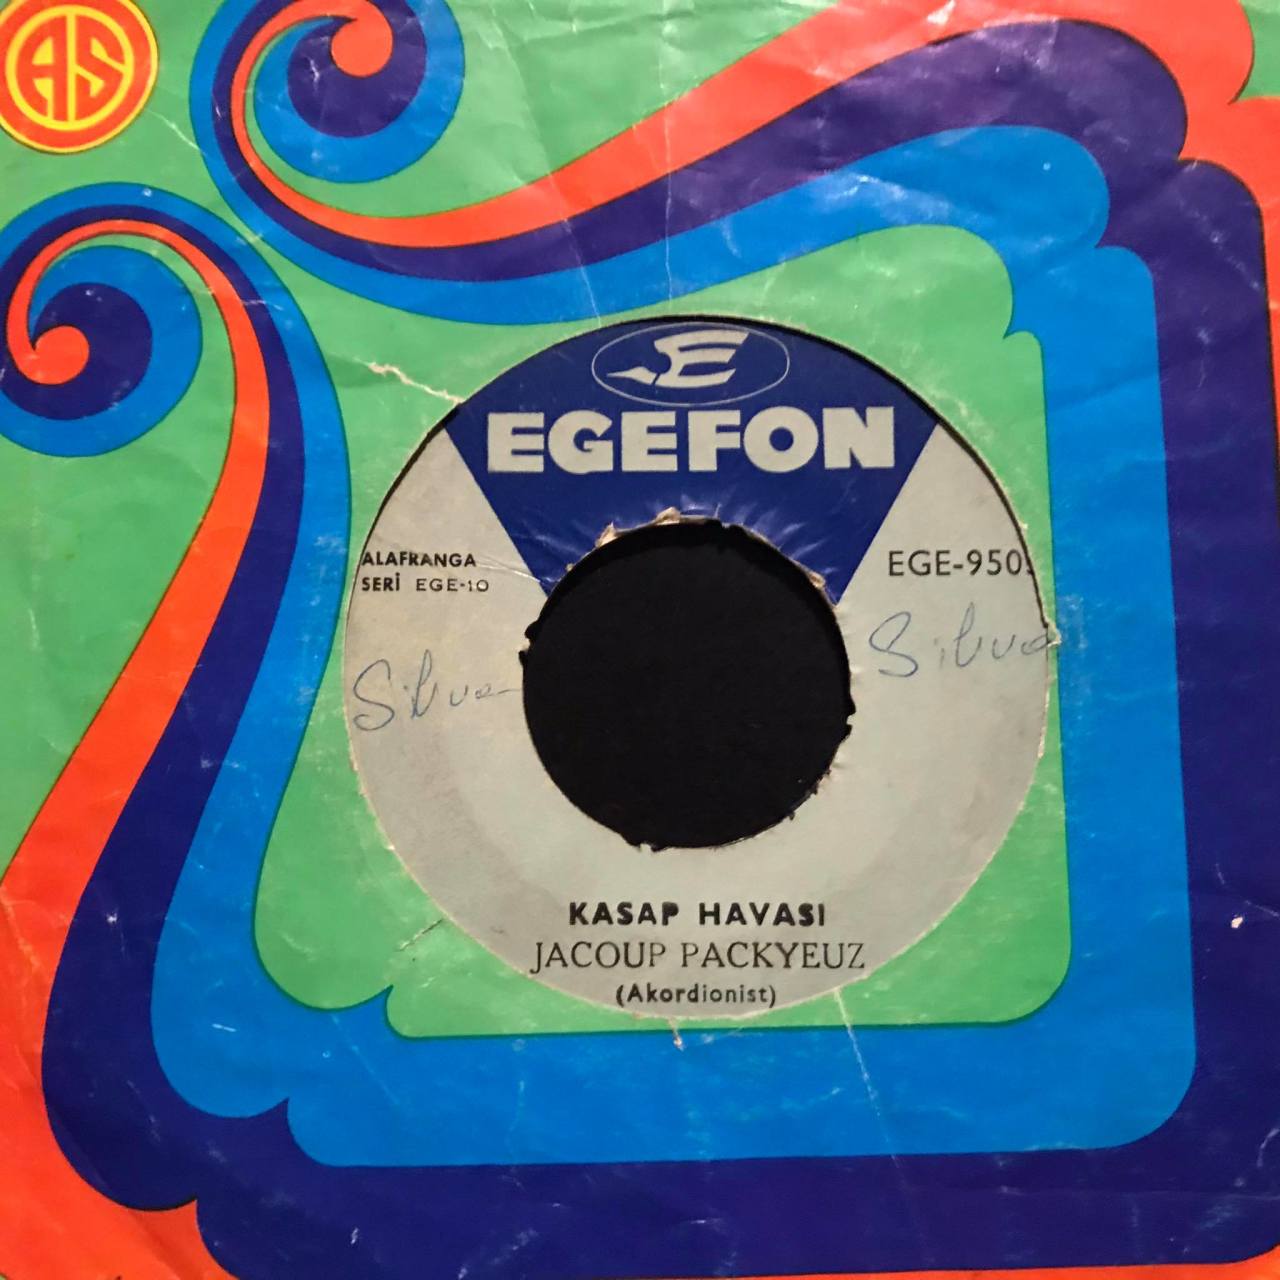 AS
E
EGEFON
ALAFRANGA
SERİ EGE-10
EGE-950
Silva
Silva
KASAP HAVASI
JACOUP PACKYEUZ
(Akordionist)